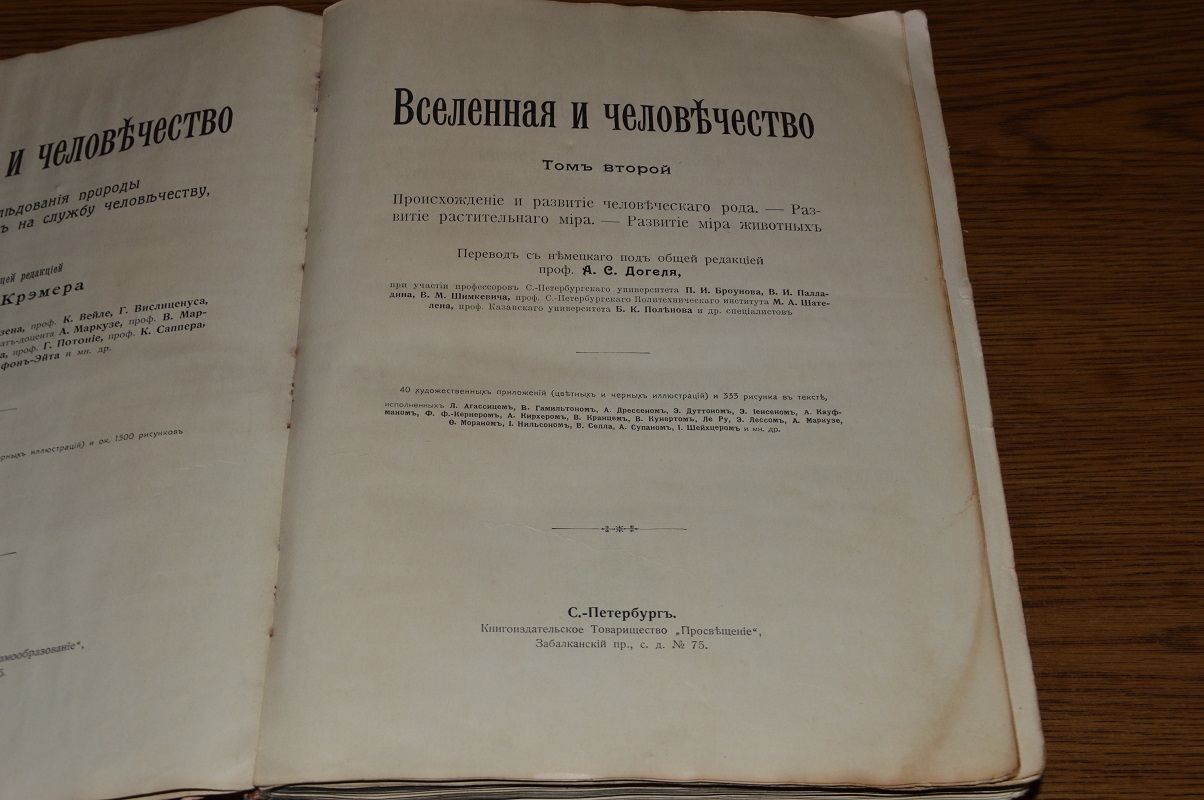 и человѣчество
природы
ъ на службу человѣчеству,
щей редакціей
Крэмера
зена, проф. К. Вейле, Г. Вислиценуса,
атъ-доцента А. Маркузе, проф. В. Мар-
а, проф. Г. Потоніе, проф. К. Саппера,
фонъ-Эйта и мн. др.
рныхъ иллюстрацій) и ок. 1500 рисунковъ
амообразованіе“,
5.
Вселенная и человѣчество
Томъ второй
Происхожденіе и развитіе человѣческаго рода. — Раз-
витіе растительнаго міра. — Развитіе міра животныхъ
Переводъ съ нѣмецкаго подъ общей редакціей
проф. А. С. Догеля,
при участіи профессоровъ С.-Петербургскаго университета П. И. Броунова, В. И. Палла-
дина, В. М. Шимкевича, проф. С.-Петербургскаго Политехническаго института М. А. Шате-
лена, проф. Казанскаго университета Б. К. Полѣнова и др. спеціалистовъ
40 художественныхъ приложеній (цвѣтныхъ и черныхъ иллюстрацій) и 333 рисунка въ текстѣ,
исполненныхъ Л. Агассицемъ, В. Гамильтономъ, А. Дрессеномъ, Э. Дуттономъ, Э. Іенсеномъ, А. Кауф-
маномъ, Ф. ф.-Кернеромъ, А. Кирхеромъ, В. Кранцемъ, В. Кунертомъ, Ле Ру, Э. Лессомъ, А. Маркузе,
Ѳ. Мораномъ, І. Нильсономъ, В. Селла, А. Супаномъ, І. Шейхцеромъ и мн. др.
С.-Петербургъ.
Книгоиздательское Товарищество „Просвѣщеніе“,
Забалканскій пр., с. д. № 75.